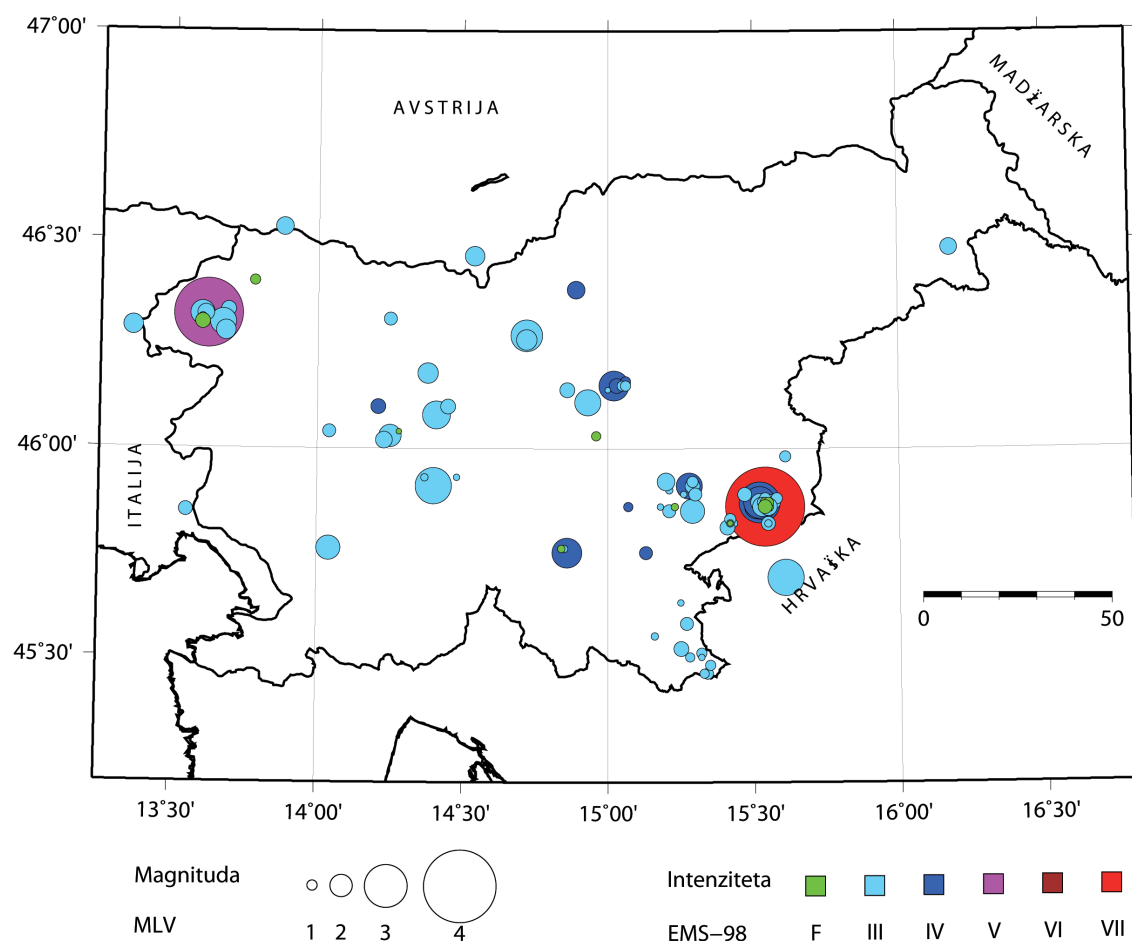 47°00'
AVSTRIJA
MADŽARSKA
46°30'
46°00'
ITALIJA
HRVAŠKA
0 50
45°30'
13°30' 14°00' 14°30' 15°00' 15°30' 16°00' 16°30'
Magnituda
MLV 1 2 3 4
Intenziteta
EMS–98 F III IV V VI VII